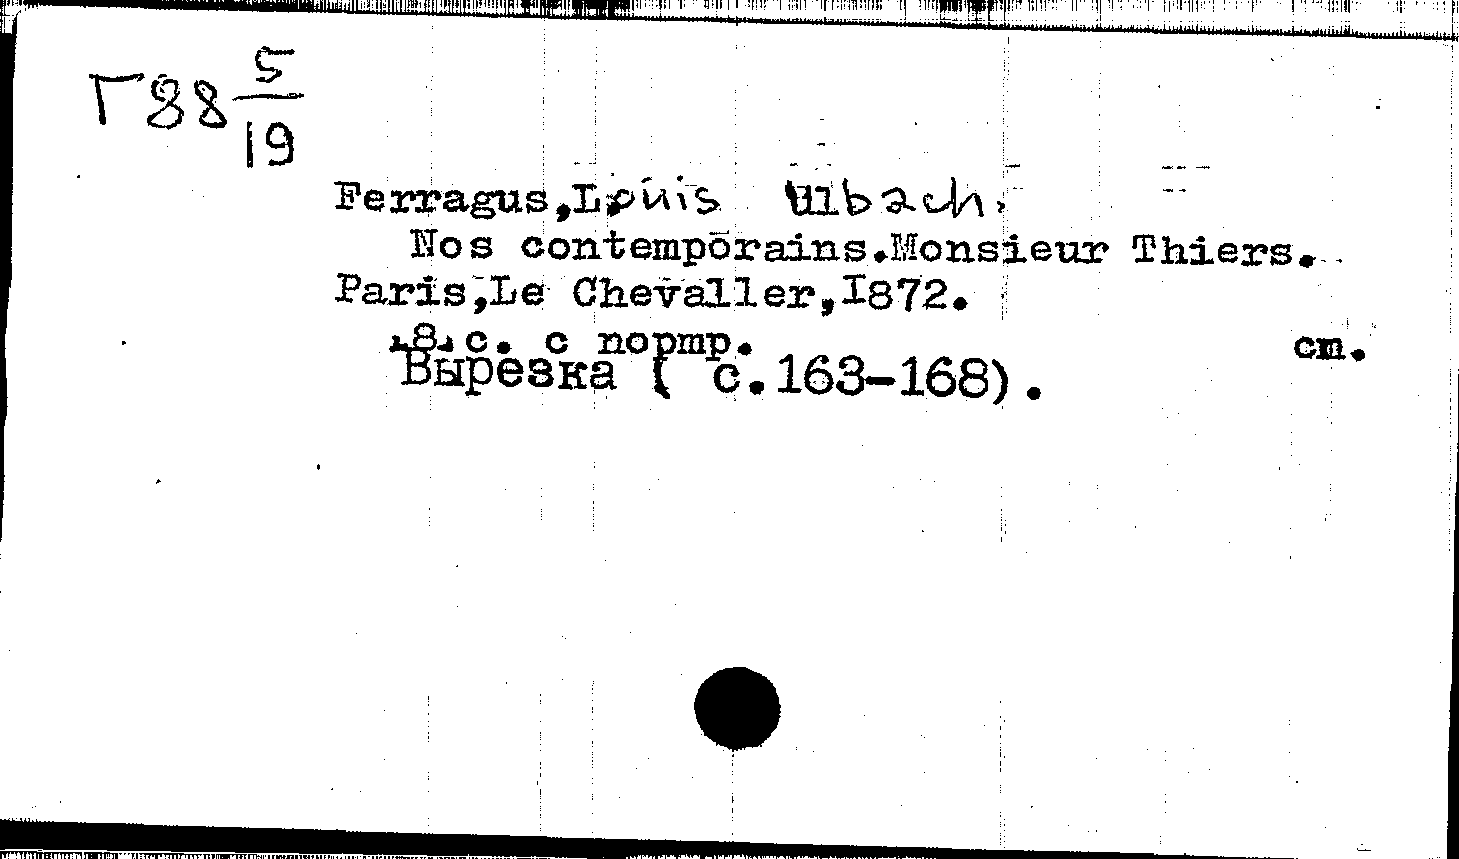 Г88 5/19
Ferragus, Louis Ulbach.
Nos contemporains. Monsieur Thiers.
Paris, Le Chevaller, I872.
8 с. с портр. cm.
Вырезка ( с.163-168).